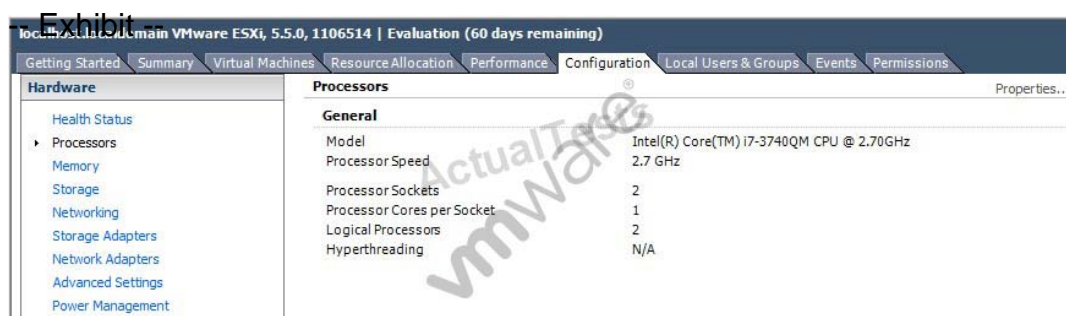 -- Exhibit --
localhost.localdomain VMware ESXi, 5.5.0, 1106514 | Evaluation (60 days remaining)
Getting Started Summary Virtual Machines Resource Allocation Performance Configuration Local Users & Groups Events Permissions
Hardware
Health Status
Processors
Memory
Storage
Networking
Storage Adapters
Network Adapters
Advanced Settings
Power Management
Processors
Properties...
General
Model Intel(R) Core(TM) i7-3740QM CPU @ 2.70GHz
Processor Speed 2.7 GHz
Processor Sockets 2
Processor Cores per Socket 1
Logical Processors 2
Hyperthreading N/A
ActualTests
vmware